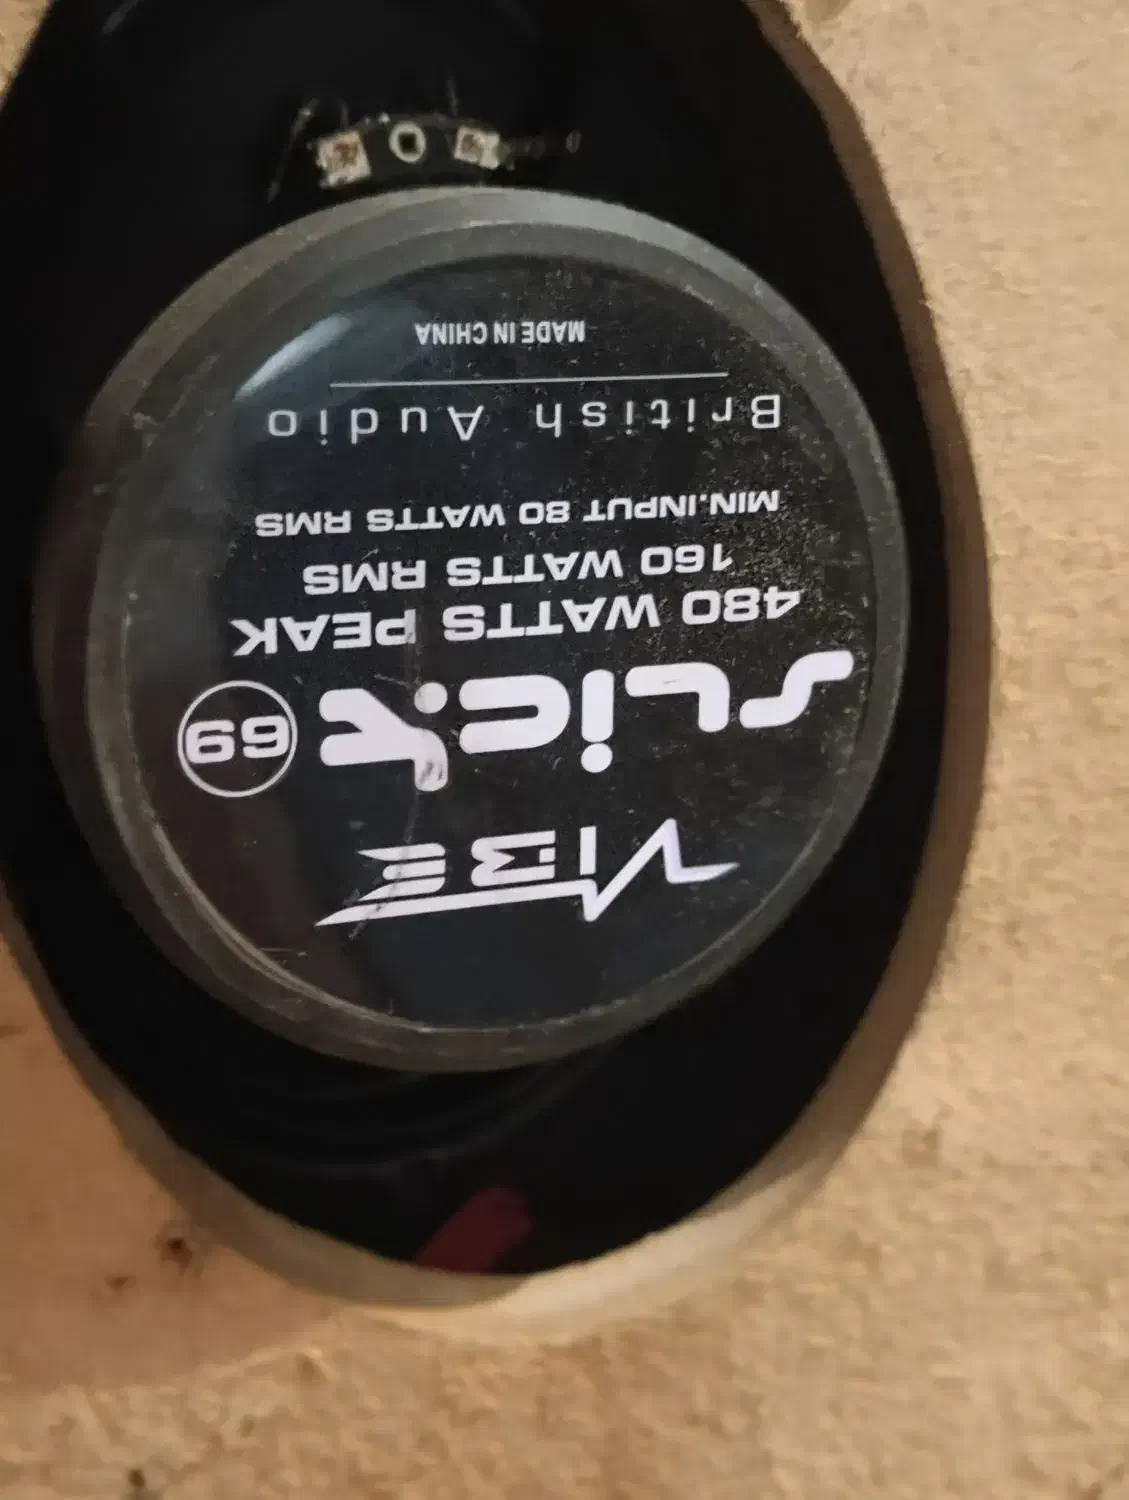 VIBE
SLICK 69
480 WATTS PEAK
160 WATTS RMS
MIN.INPUT 80 WATTS RMS
British Audio
MADE IN CHINA